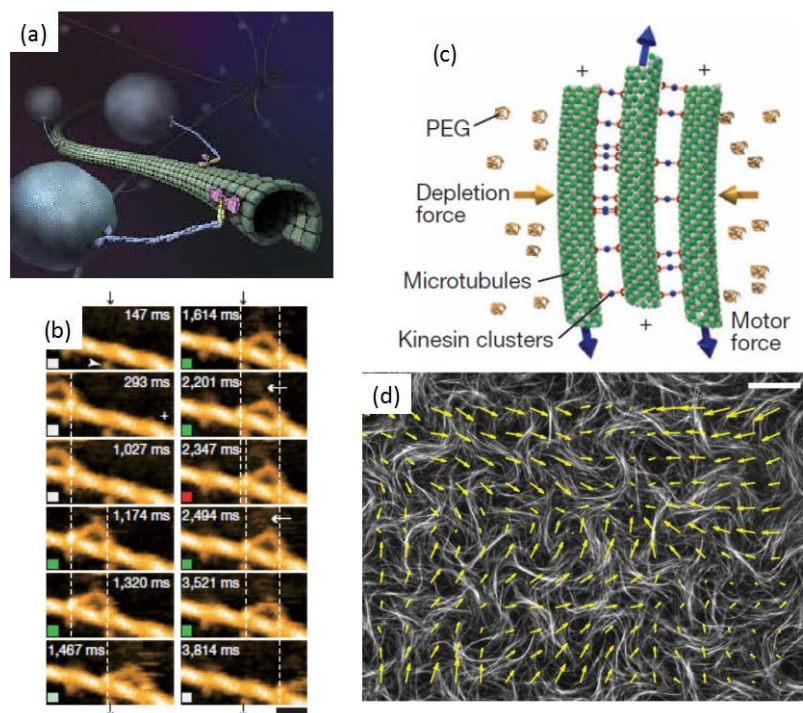 (a)
(b)
147 ms
293 ms
+
1,027 ms
1,174 ms
1,320 ms
1,467 ms
1,614 ms
2,201 ms
2,347 ms
2,494 ms
3,521 ms
3,814 ms
(c)
+
+
PEG
Depletion
force
Microtubules
Kinesin clusters
+
Motor
force
(d)